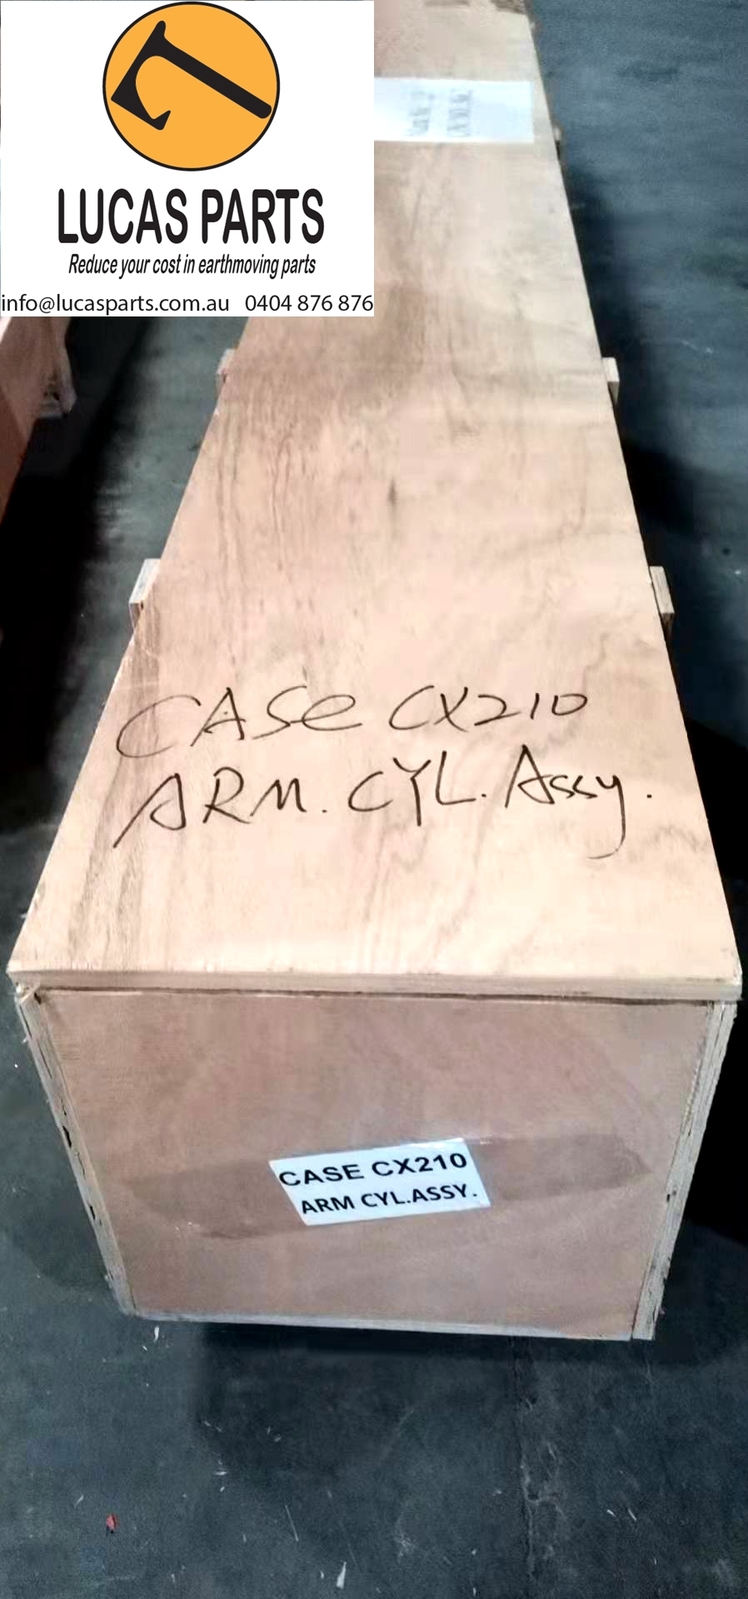 LUCAS PARTS
Reduce your cost in earthmoving parts
info@lucasparts.com.au 0404 876 876
CASE CX210
ARM. CYL. Assy.
CASE CX210
ARM CYL.ASSY.